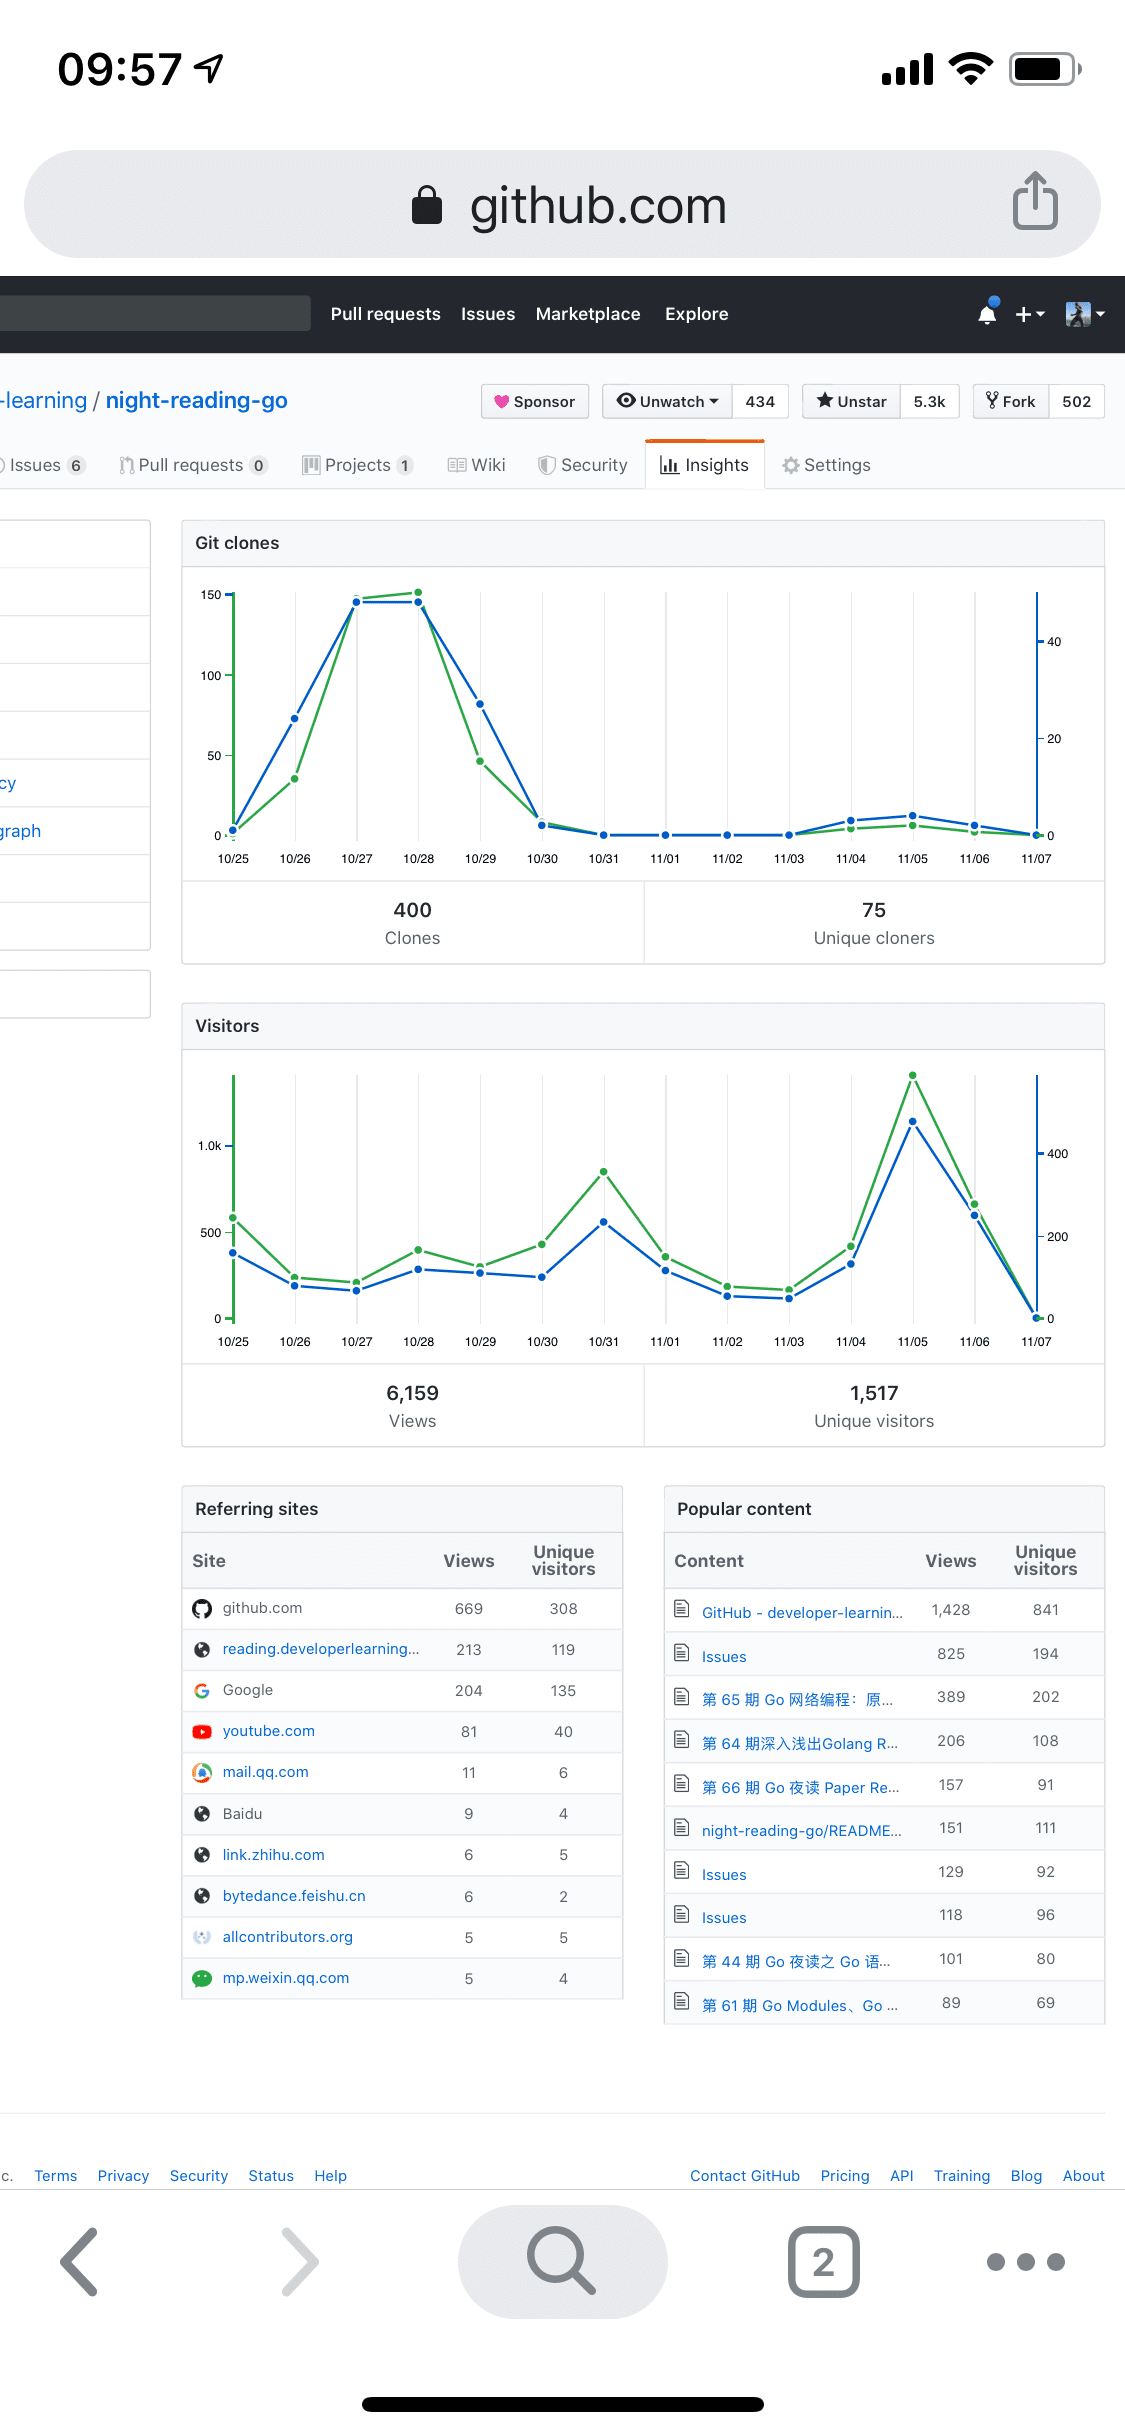 09:57
github.com
Pull requests Issues Marketplace Explore
-learning / night-reading-go
Sponsor Unwatch 434 Unstar 5.3k Fork 502
Issues 6 Pull requests 0 Projects 1 Wiki Security Insights Settings
cy
graph
Git clones
150
100
50
0
40
20
0
10/25 10/26 10/27 10/28 10/29 10/30 10/31 11/01 11/02 11/03 11/04 11/05 11/06 11/07
400 75
Clones Unique cloners
Visitors
1.0k
500
0
400
200
0
10/25 10/26 10/27 10/28 10/29 10/30 10/31 11/01 11/02 11/03 11/04 11/05 11/06 11/07
6,159 1,517
Views Unique visitors
Referring sites
Site Views Unique visitors
github.com 669 308
reading.developerlearning... 213 119
Google 204 135
youtube.com 81 40
mail.qq.com 11 6
Baidu 9 4
link.zhihu.com 6 5
bytedance.feishu.cn 6 2
allcontributors.org 5 5
mp.weixin.qq.com 5 4
Popular content
Content Views Unique visitors
GitHub - developer-learnin... 1,428 841
Issues 825 194
第 65 期 Go 网络编程：原... 389 202
第 64 期深入浅出Golang R... 206 108
第 66 期 Go 夜读 Paper Re... 157 91
night-reading-go/README... 151 111
Issues 129 92
Issues 118 96
第 44 期 Go 夜读之 Go 语... 101 80
第 61 期 Go Modules、Go ... 89 69
c. Terms Privacy Security Status Help Contact GitHub Pricing API Training Blog About
2